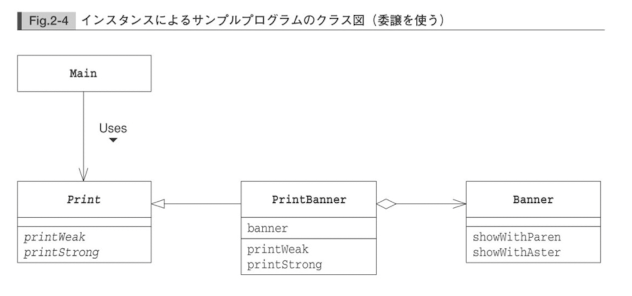 Fig.2-4 インスタンスによるサンプルプログラムのクラス図（委譲を使う）
Main
Uses
Print
printWeak
printStrong
PrintBanner
banner
printWeak
printStrong
Banner
showWithParen
showWithAster